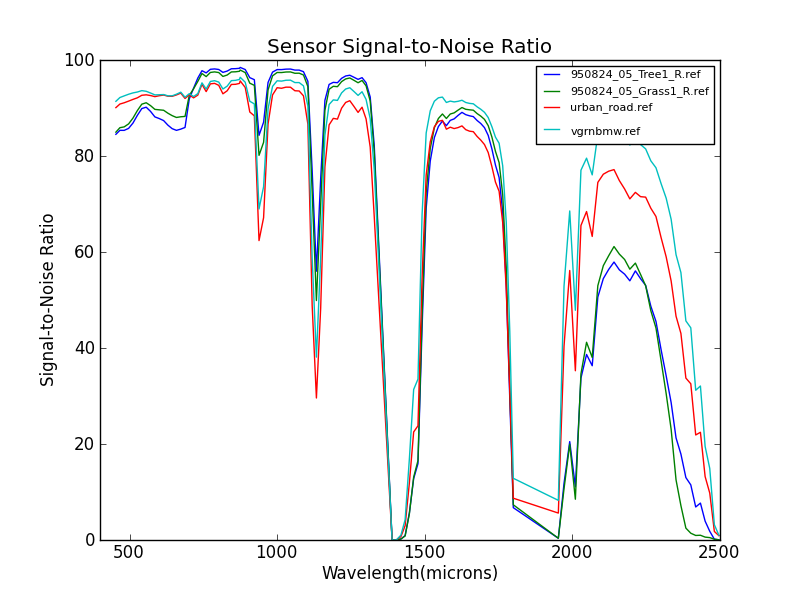 Sensor Signal-to-Noise Ratio
100
80
60
40
20
0
Signal-to-Noise Ratio
950824_05_Tree1_R.ref
950824_05_Grass1_R.ref
urban_road.ref
vgrnbmw.ref
500
1000
1500
2000
2500
Wavelength(microns)